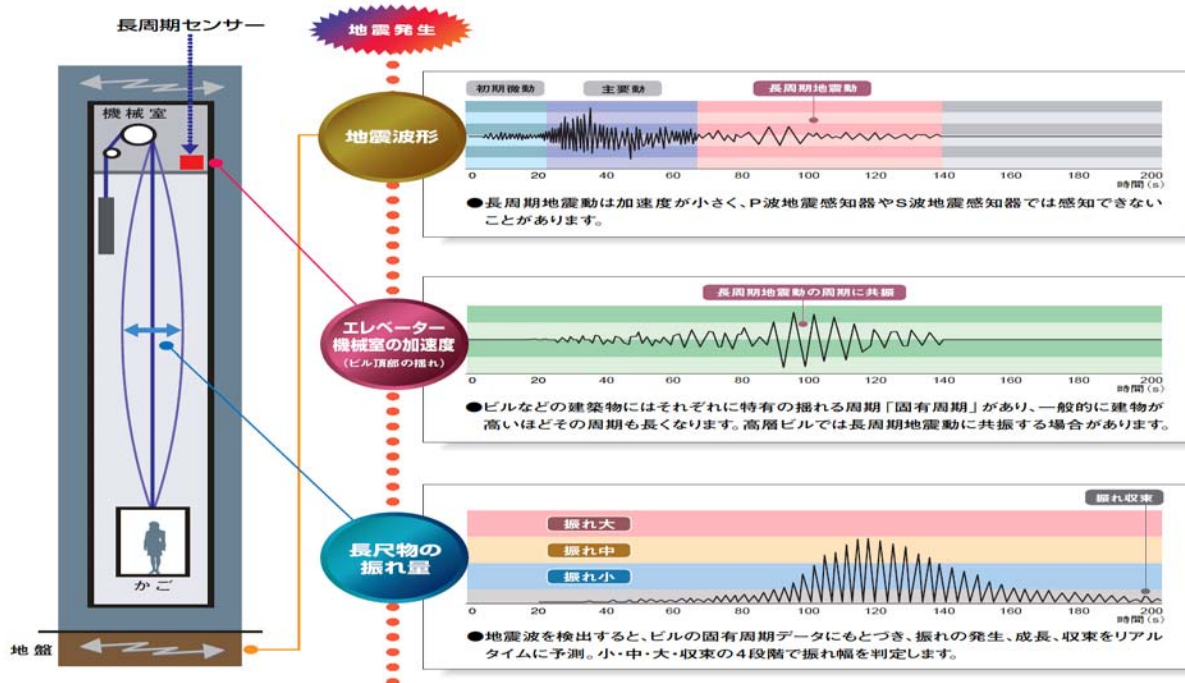 長周期センサー
機械室
かご
地盤
地震発生
地震波形
初期微動
主要動
長周期地震動
0 20 40 60 80 100 120 140 160 180 200
時間(s)
●長周期地震動は加速度が小さく、P波地震感知器やS波地震感知器では感知できない
ことがあります。
エレベーター
機械室の加速度
(ビル頂部の揺れ)
長周期地震動の周期に共振
0 20 40 60 80 100 120 140 160 180 200
時間(s)
●ビルなどの建築物にはそれぞれに特有の揺れる周期「固有周期」があり、一般的に建物が
高いほどその周期も長くなります。高層ビルでは長周期地震動に共振する場合があります。
長尺物の
振れ量
振れ収束
振れ大
振れ中
振れ小
0 20 40 60 80 100 120 140 160 180 200
時間(s)
●地震波を検出すると、ビルの固有周期データにもとづき、振れの発生、成長、収束をリアル
タイムに予測。小・中・大・収束の4段階で振れ幅を判定します。